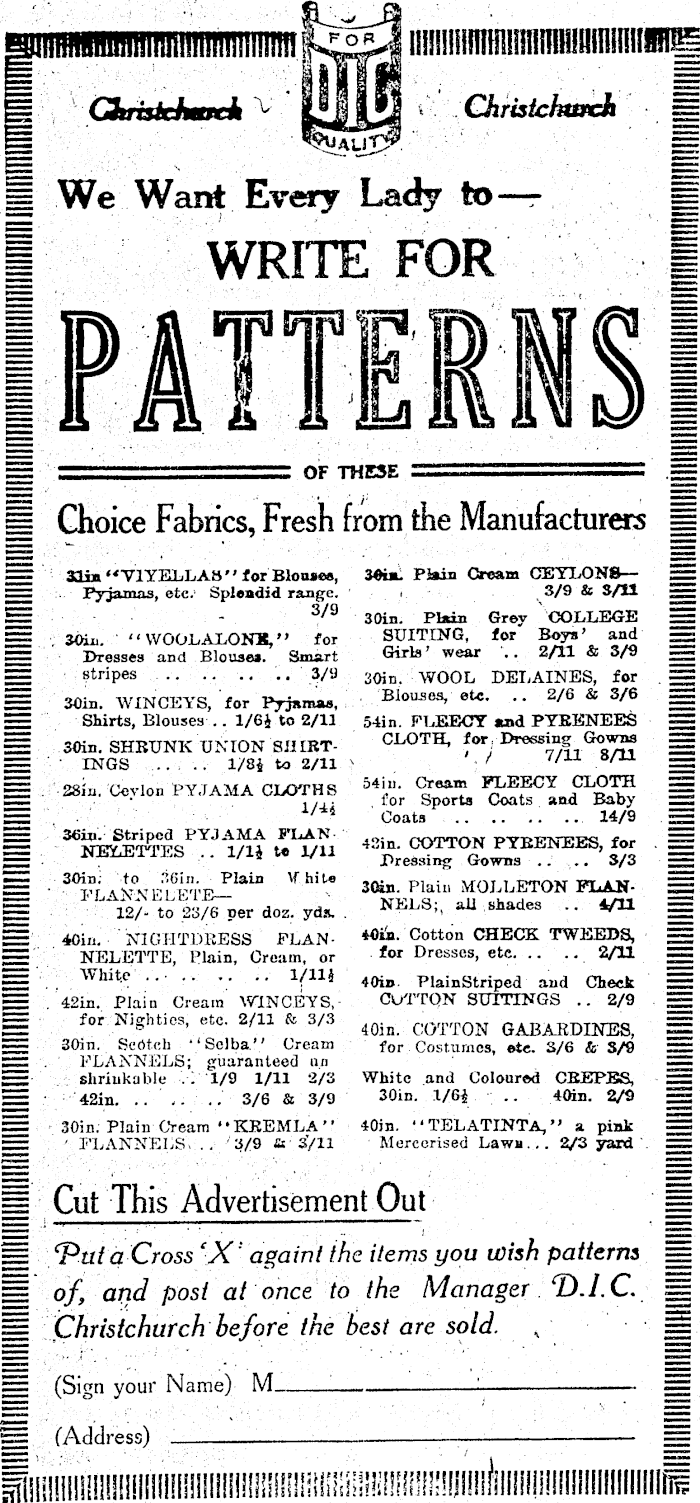 FOR
Christchurch DIC Christchurch
QUALITY
We Want Every Lady to—
WRITE FOR
PATTERNS
OF THESE
Choice Fabrics, Fresh from the Manufacturers
31in "VIYELLAS" for Blouses,
Pyjamas, etc. Splendid range.
3/9
30in. "WOOLALONE," for
Dresses and Blouses. Smart
stripes .. .. .. .. .. 3/9
30in. WINCEYS, for Pyjamas,
Shirts, Blouses .. 1/6½ to 2/11
30in. SHRUNK UNION SHIRT-
INGS .. .. .. 1/8½ to 2/11
28in. Ceylon PYJAMA CLOTHS
1/4½
36in. Striped PYJAMA FLAN-
NELETTES .. 1/1½ to 1/11
30in. to 36in. Plain White
FLANNELETE—
12/- to 23/6 per doz. yds.
40in. NIGHTDRESS FLAN-
NELETTE, Plain, Cream, or
White .. .. .. .. .. 1/11½
42in. Plain Cream WINCEYS,
for Nighties, etc. 2/11 & 3/3
30in. Scotch "Selba" Cream
FLANNELS; guaranteed un
shrinkable .. 1/9 1/11 2/3
42in. .. .. .. 3/6 & 3/9
30in. Plain Cream "KREMLA"
FLANNELS... 3/9 & 3/11
30in. Plain Cream CEYLONS—
3/9 & 3/11
30in. Plain Grey COLLEGE
SUITING, for Boys' and
Girls' wear .. 2/11 & 3/9
30in. WOOL DELAINES, for
Blouses, etc. .. 2/6 & 3/6
54in. FLEECY and PYRENEES
CLOTH, for Dressing Gowns
7/11 8/11
54in. Cream FLEECY CLOTH
for Sports Coats and Baby
Coats .. .. .. .. .. 14/9
42in. COTTON PYRENEES, for
Dressing Gowns .. .. 3/3
30in. Plain MOLLETON FLAN-
NELS; all shades .. 4/11
40in. Cotton CHECK TWEEDS,
for Dresses, etc. .. .. 2/11
40in PlainStriped and Check
COTTON SUITINGS .. 2/9
40in. COTTON GABARDINES,
for Costumes, etc. 3/6 & 3/9
White and Coloured CREPES,
30in. 1/6½ .. 40in. 2/9
40in. "TELATINTA," a pink
Mercerised Lawn... 2/3 yard
Cut This Advertisement Out
Put a Cross 'X' againt the items you wish patterns
of, and post at once to the Manager D.I.C.
Christchurch before the best are sold.
(Sign your Name) M
(Address)